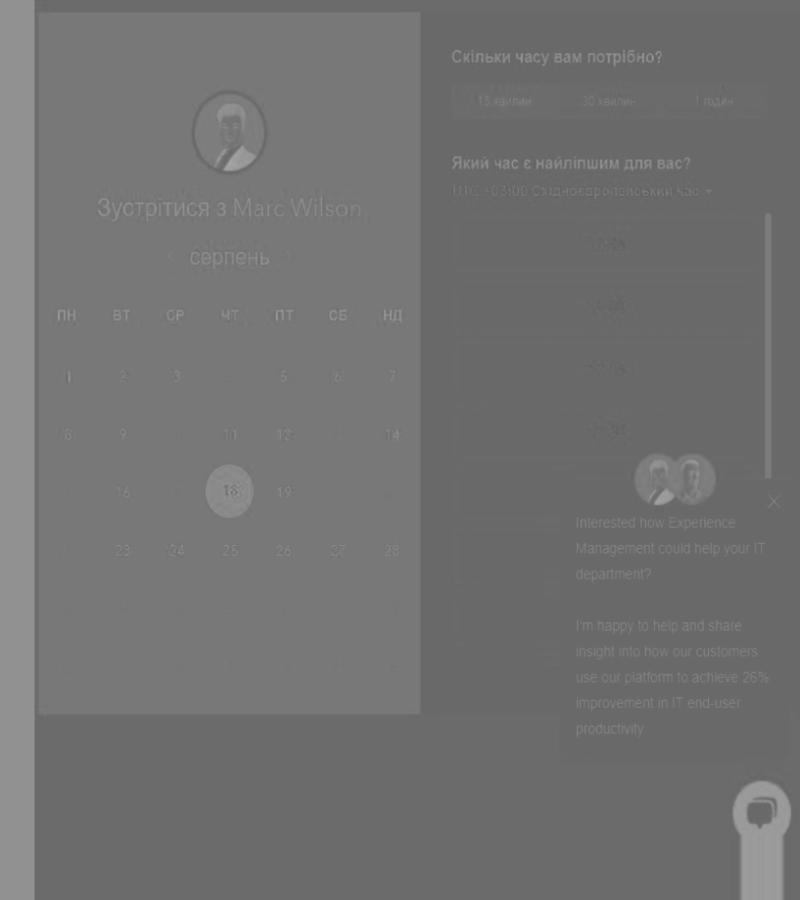 Зустрітися з Marc Wilson
серпень
ПН ВТ СР ЧТ ПТ СБ НД
1 2 3 5 6 7
8 9 11 12 14
16 18 19
23 24 25 26 27 28
Скільки часу вам потрібно?
15 хвилин 30 хвилин 1 годин
Який час є найліпшим для вас?
UTC +03:00 Східноєвропейський час
Interested how Experience
Management could help your IT
department?
I'm happy to help and share
insight into how our customers
use our platform to achieve 26%
improvement in IT end-user
productivity